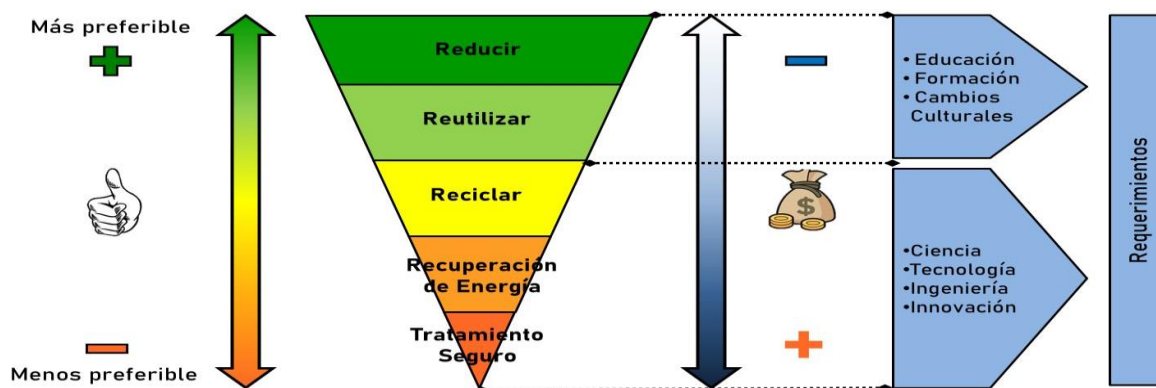 Más preferible
Menos preferible
Reducir
Reutilizar
Reciclar
Recuperación
de Energía
Tratamiento
Seguro
$
• Educación
• Formación
• Cambios
Culturales
•Ciencia
•Tecnología
•Ingeniería
•Innovación
Requerimientos